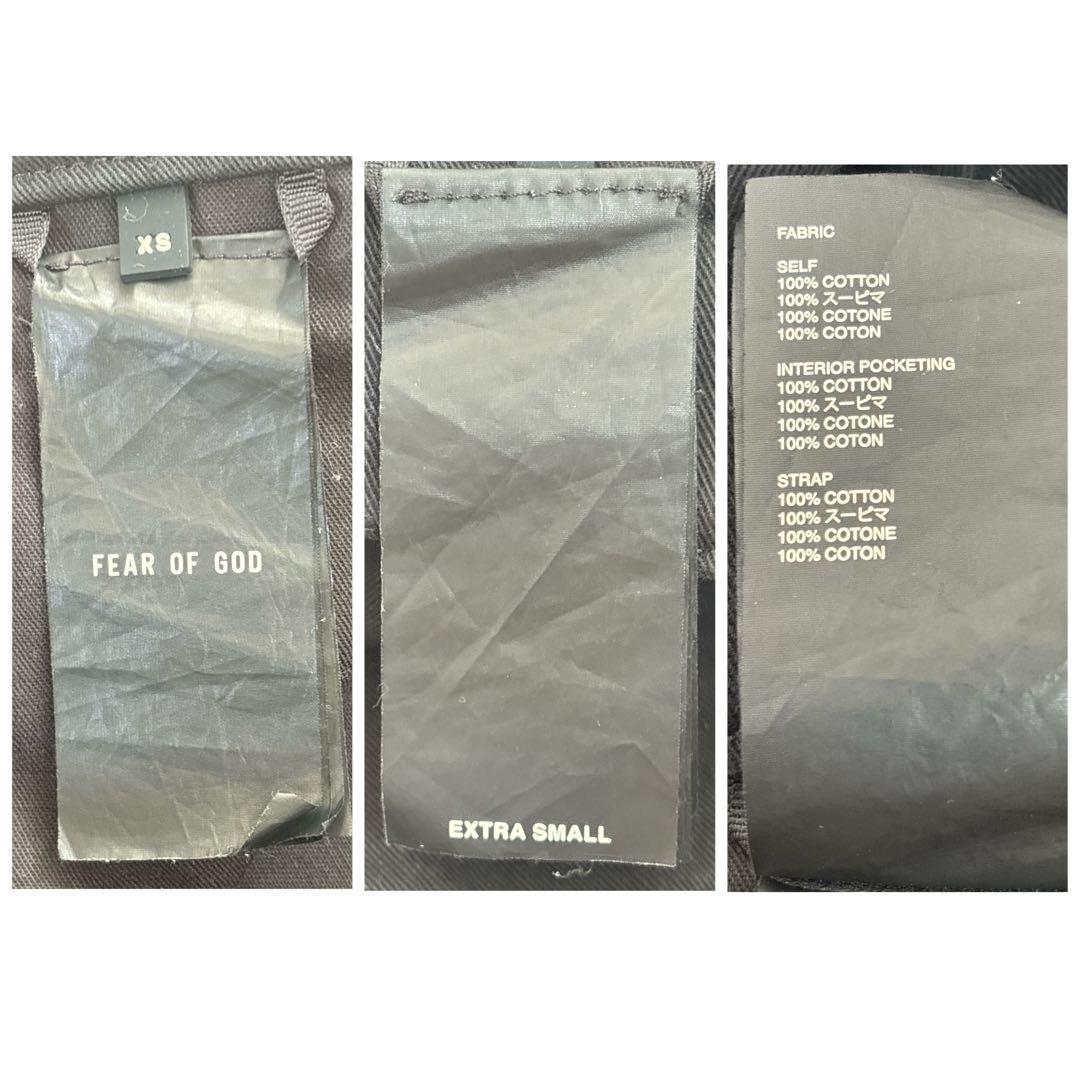 XS
FEAR OF GOD
EXTRA SMALL
FABRIC
SELF
100% COTTON
100% スーピマ
100% COTONE
100% COTON
INTERIOR POCKETING
100% COTTON
100% スーピマ
100% COTONE
100% COTON
STRAP
100% COTTON
100% スーピマ
100% COTONE
100% COTON